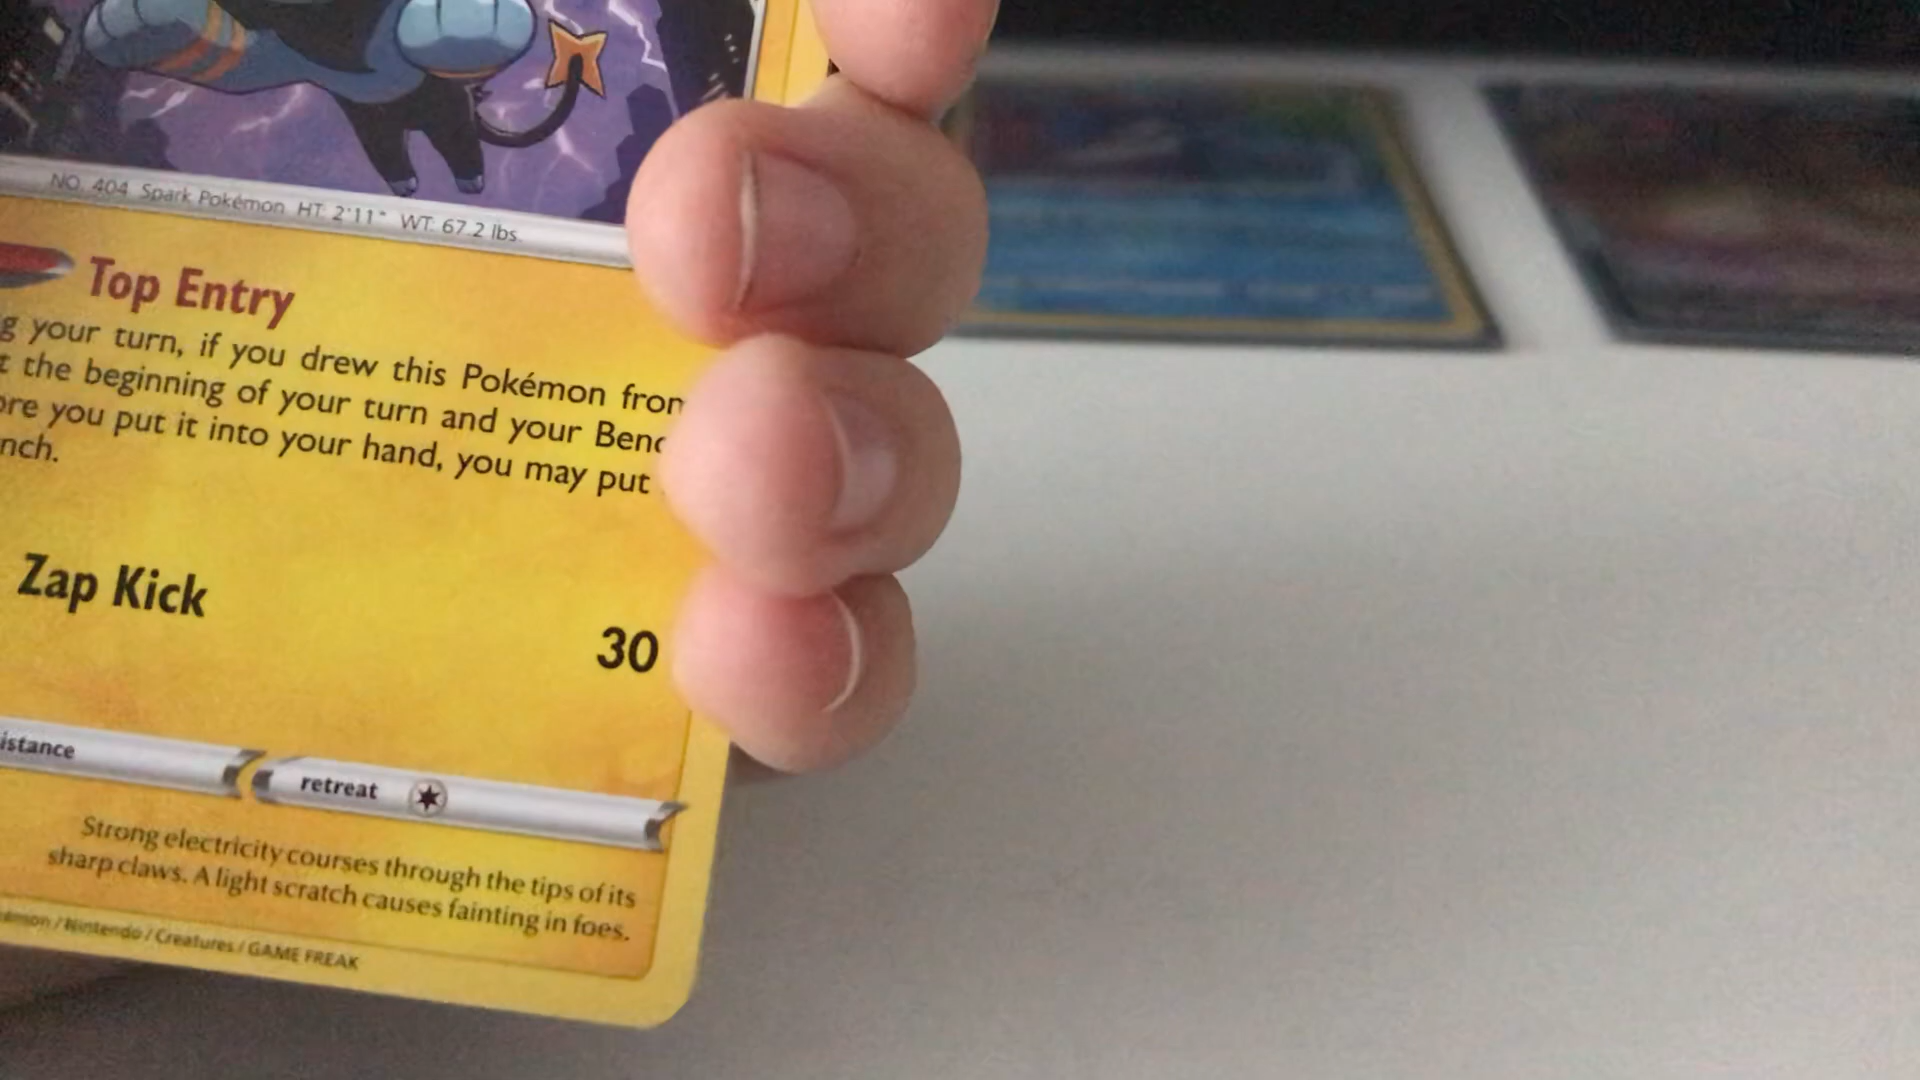 NO. 404 Spark Pokémon HT: 2'11" WT: 67.2 lbs.
Top Entry
g your turn, if you drew this Pokémon from
t the beginning of your turn and your Benc
ore you put it into your hand, you may put
nch.
Zap Kick
30
istance
retreat
Strong electricity courses through the tips of its
sharp claws. A light scratch causes fainting in foes.
émon / Nintendo / Creatures / GAME FREAK